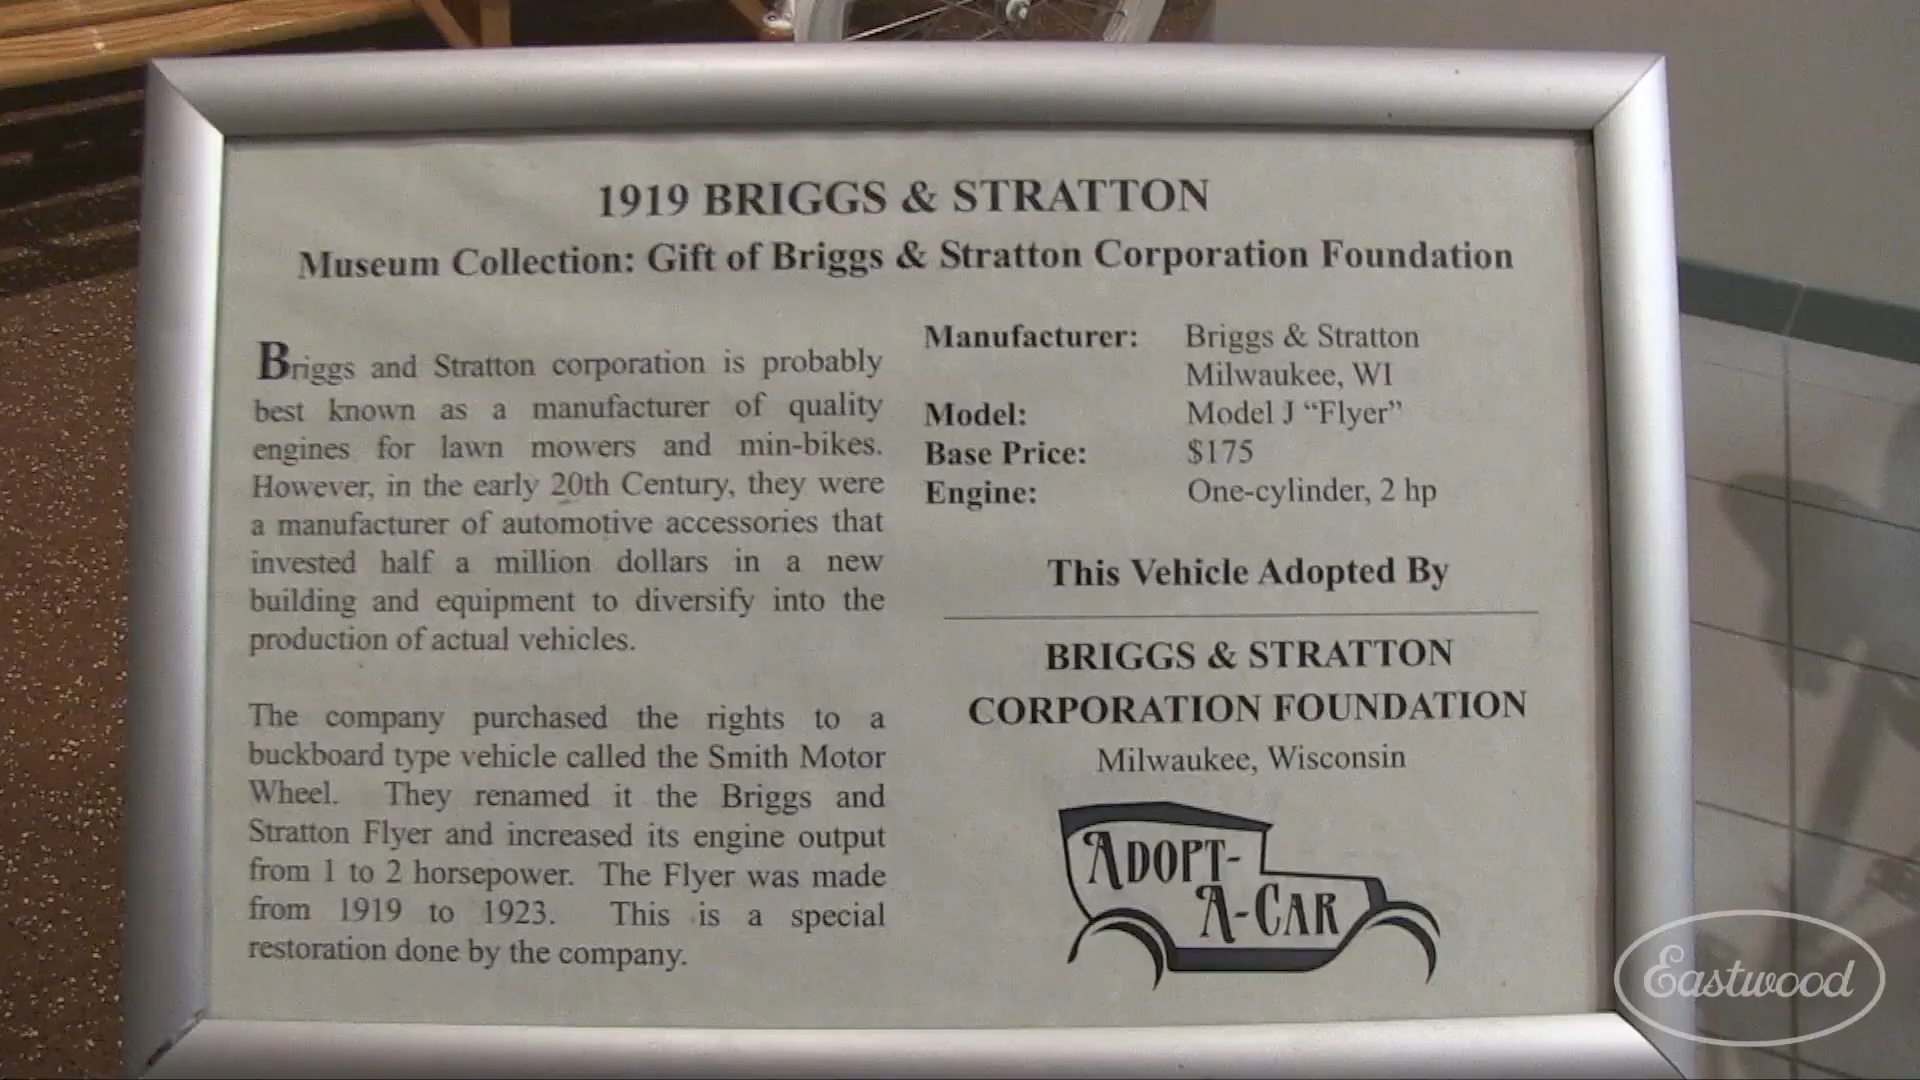 1919 BRIGGS & STRATTON
Museum Collection: Gift of Briggs & Stratton Corporation Foundation
Briggs and Stratton corporation is probably
best known as a manufacturer of quality
engines for lawn mowers and min-bikes.
However, in the early 20th Century, they were
a manufacturer of automotive accessories that
invested half a million dollars in a new
building and equipment to diversify into the
production of actual vehicles.
The company purchased the rights to a
buckboard type vehicle called the Smith Motor
Wheel. They renamed it the Briggs and
Stratton Flyer and increased its engine output
from 1 to 2 horsepower. The Flyer was made
from 1919 to 1923. This is a special
restoration done by the company.
Manufacturer: Briggs & Stratton
Milwaukee, WI
Model: Model J “Flyer”
Base Price: $175
Engine: One-cylinder, 2 hp
This Vehicle Adopted By
BRIGGS & STRATTON
CORPORATION FOUNDATION
Milwaukee, Wisconsin
ADOPT-
A-CAR
Eastwood